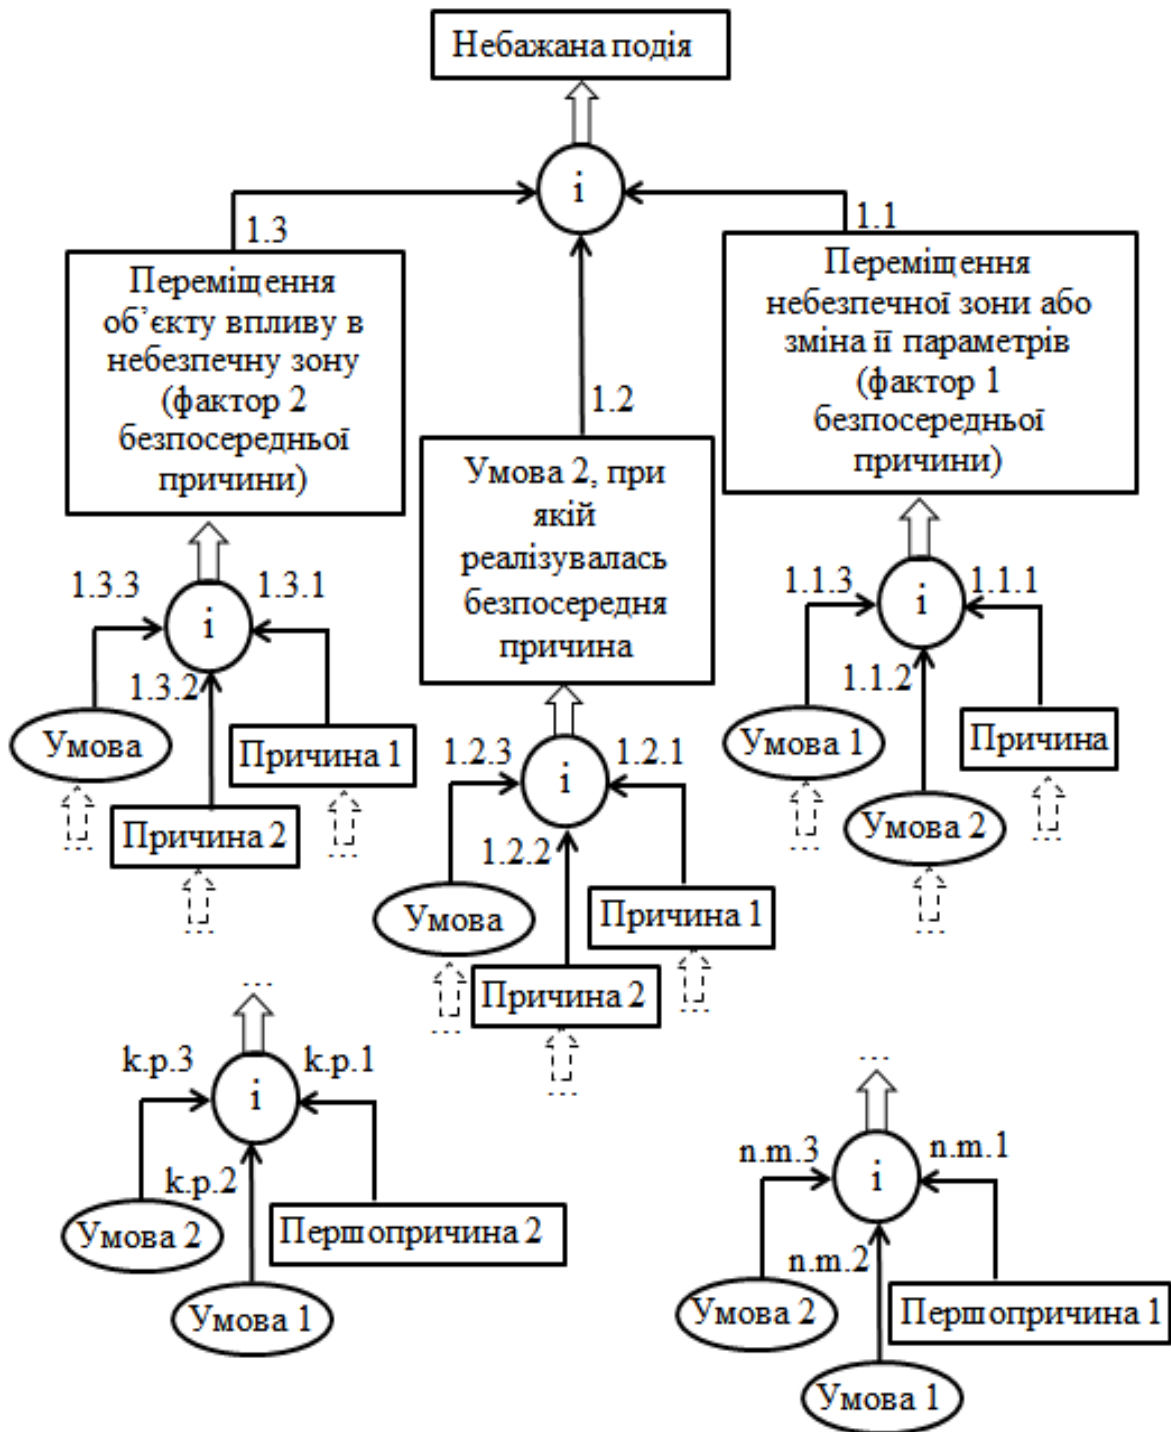 Небажана подія
і
1.3
1.1
Переміщення
об’єкту впливу в
небезпечну зону
(фактор 2
безпосередньої
причини)
1.2
Переміщення
небезпечної зони або
зміна її параметрів
(фактор 1
безпосередньої
причини)
Умова 2, при
якій
реалізувалась
безпосередня
причина
1.3.3
і
1.3.1
1.3.2
Умова
Причина 1
Причина 2
...
...
...
1.2.3
і
1.2.1
1.2.2
Умова
Причина 1
Причина 2
...
...
...
1.1.3
і
1.1.1
1.1.2
Умова 1
Причина
Умова 2
...
...
...
...
k.p.3
і
k.p.1
k.p.2
Умова 2
Першопричина 2
Умова 1
...
n.m.3
і
n.m.1
n.m.2
Умова 2
Першопричина 1
Умова 1